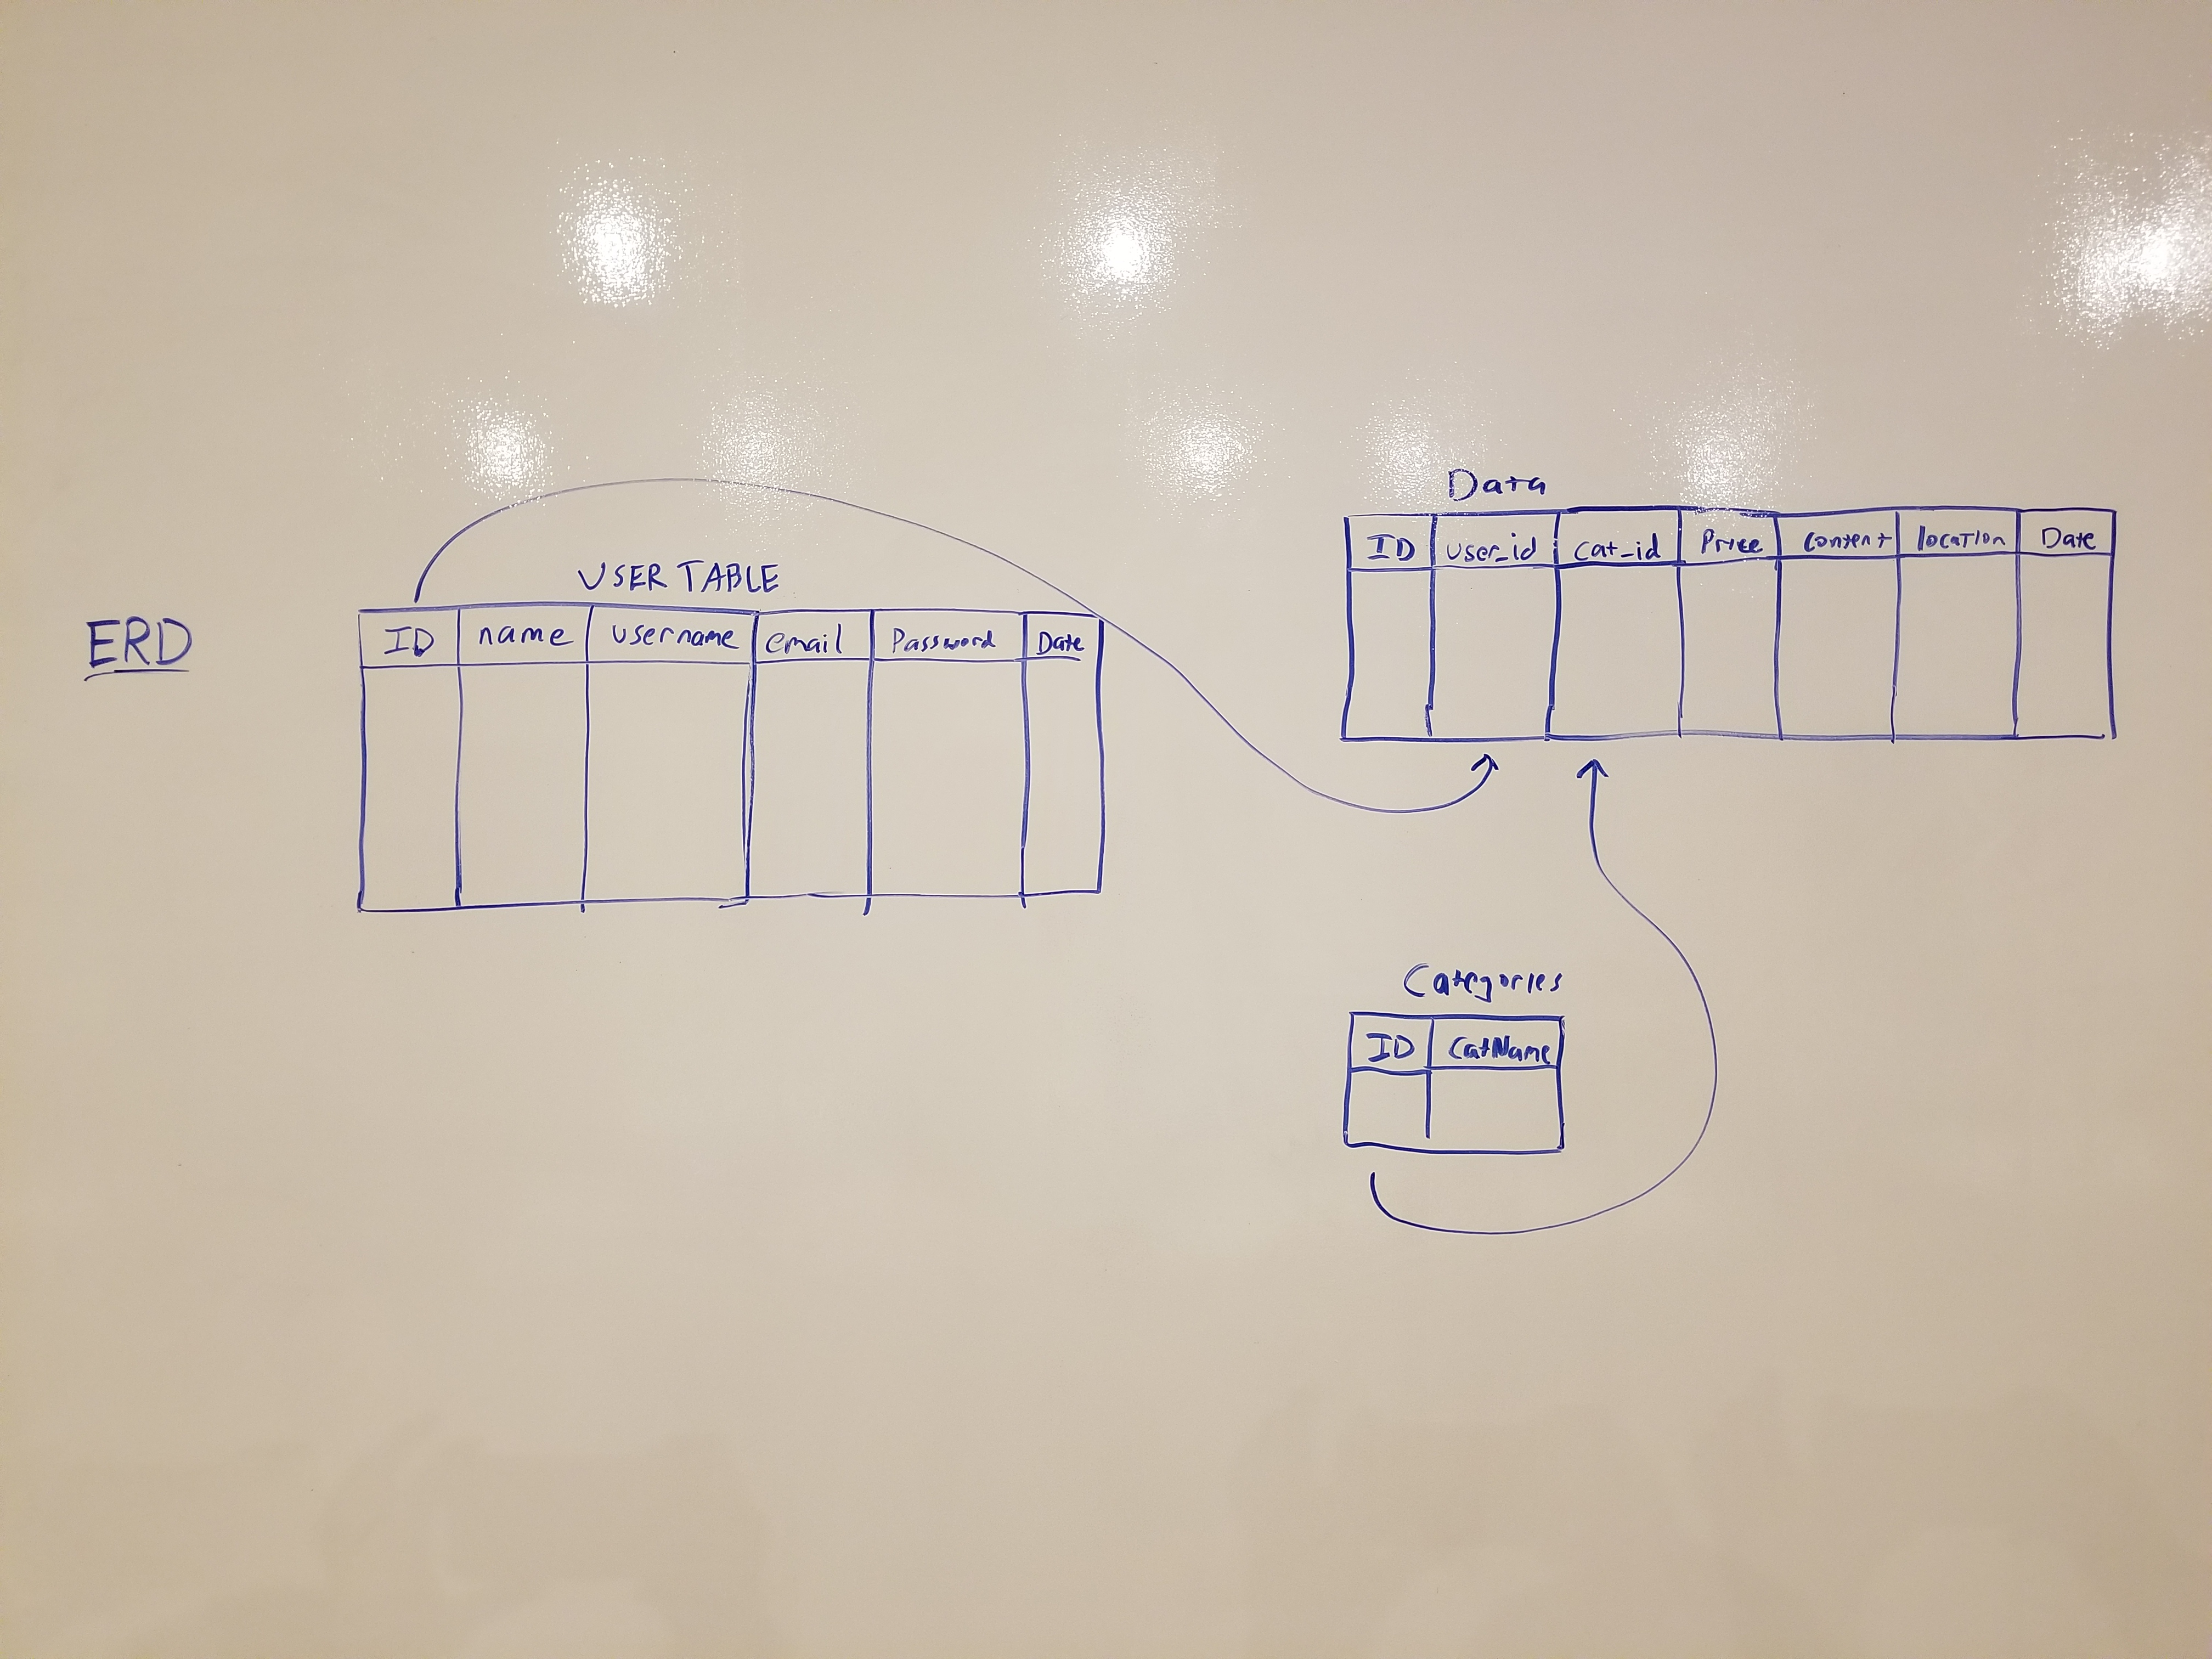 ERD
USER TABLE
ID name username email Password Date
Data
ID user_id cat_id Price content location Date
Categories
ID CatName